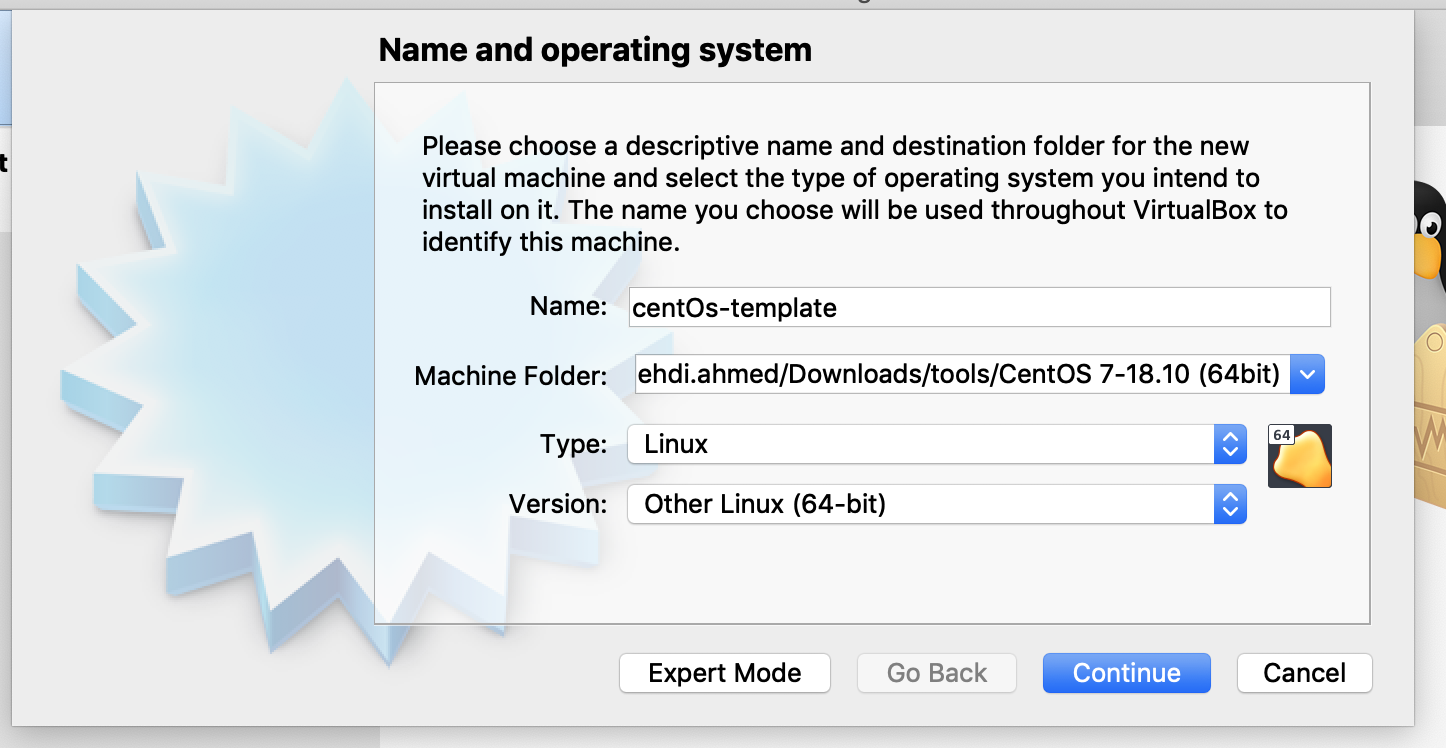 Name and operating system
Please choose a descriptive name and destination folder for the new
virtual machine and select the type of operating system you intend to
install on it. The name you choose will be used throughout VirtualBox to
identify this machine.
Name: centOs-template
Machine Folder: ehdi.ahmed/Downloads/tools/CentOS 7-18.10 (64bit)
Type: Linux
64
Version: Other Linux (64-bit)
Expert Mode Go Back Continue Cancel